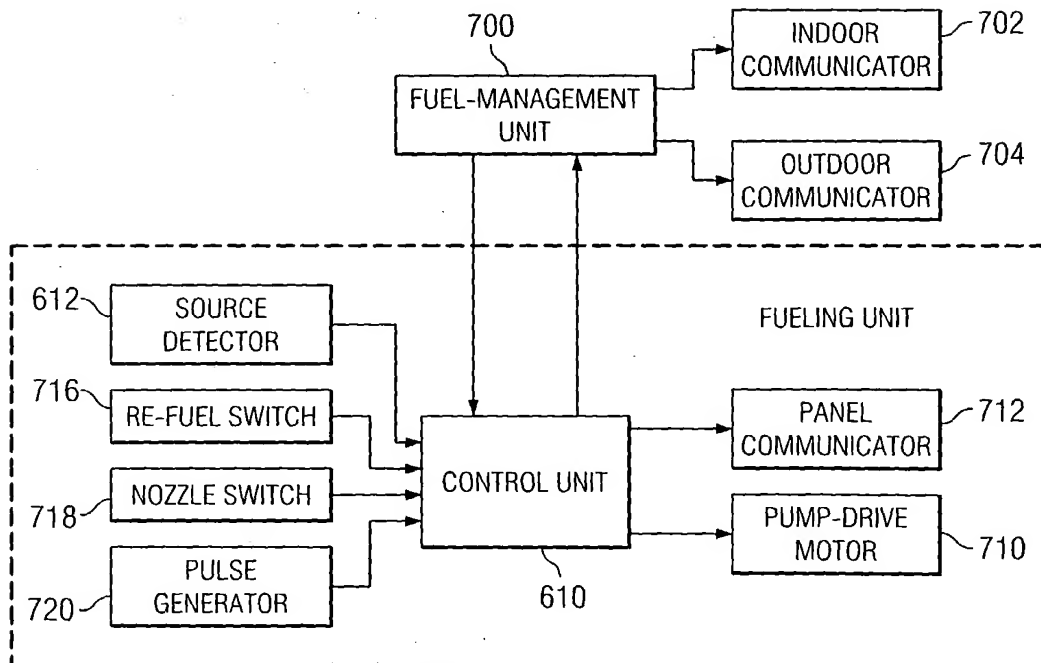 700
FUEL-MANAGEMENT
UNIT
INDOOR
COMMUNICATOR
702
OUTDOOR
COMMUNICATOR
704
612
SOURCE
DETECTOR
FUELING UNIT
716
RE-FUEL SWITCH
718
NOZZLE SWITCH
720
PULSE
GENERATOR
CONTROL UNIT
610
PANEL
COMMUNICATOR
712
PUMP-DRIVE
MOTOR
710